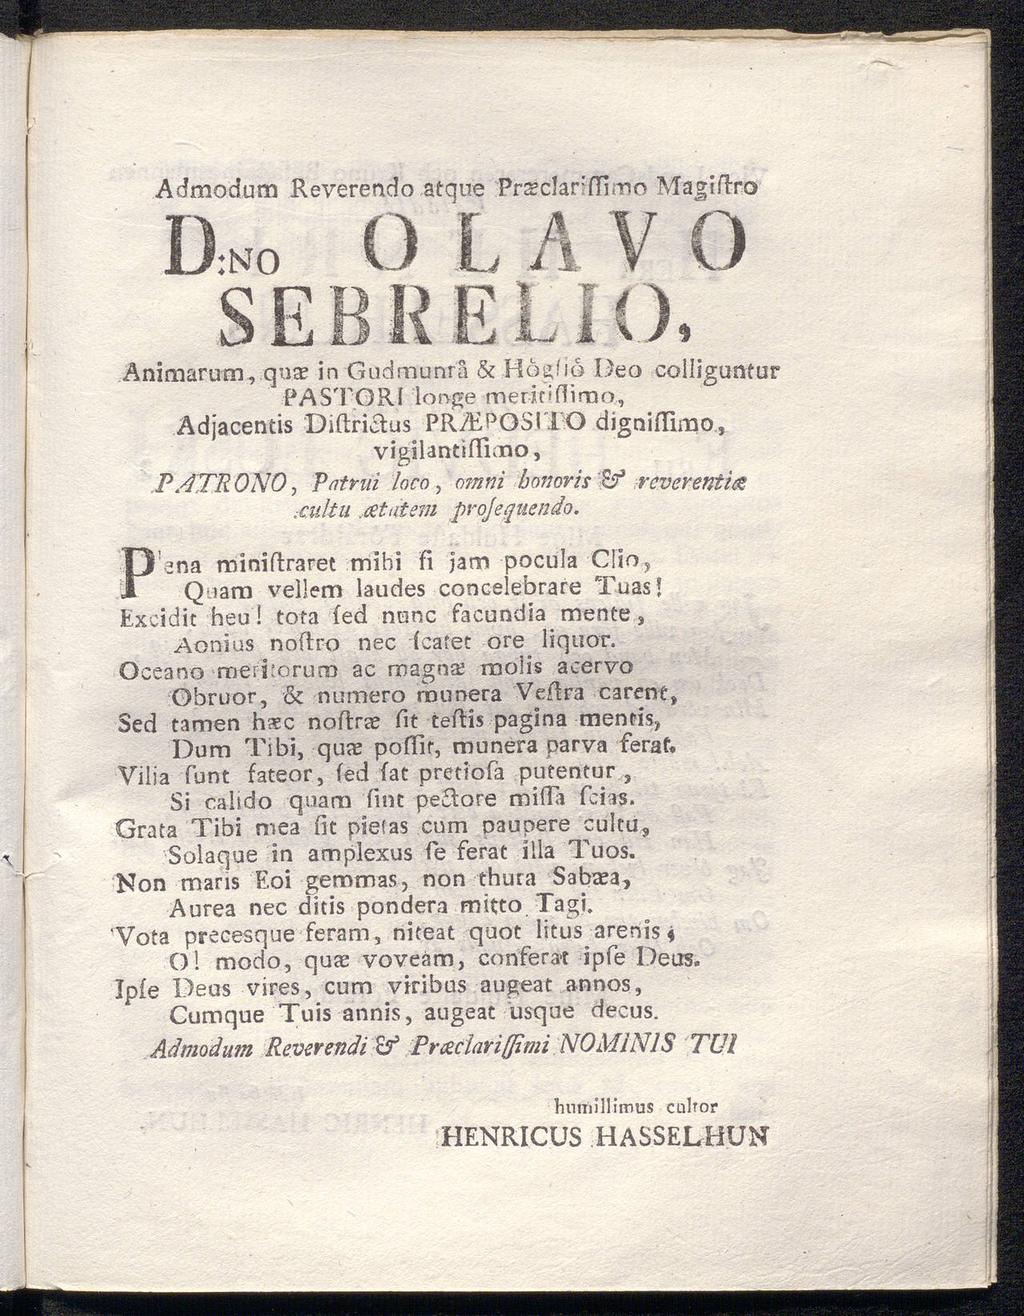 Admodum Reverendo atque Præclariſſimo Magiſtro
D:NO OLAVO
SEBRELIO,
Animarum, quæ in Gudmunrå & Högſiö Deo colliguntur
PASTORI longe meritiſſimo,
Adjacentis Diſtrictus PRÆPOSITO digniſſimo,
vigilantiſſimo,
PATRONO, Patrui loco, omni honoris & reverentiæ
cultu ætatem proſequendo.
Plena miniſtraret mihi ſi jam pocula Clio,
Quam vellem laudes concelebrare Tuas!
Excidit heu! tota ſed nunc facundia mente,
Aonius noſtro nec ſcatet ore liquor.
Oceano meritorum ac magnæ molis acervo
Obruor, & numero munera Veſtra carent,
Sed tamen hæc noſtræ ſit teſtis pagina mentis,
Dum Tibi, quæ poſſit, munera parva ferat.
Vilia ſunt fateor, ſed ſat pretioſa putentur,
Si calido quam ſint pectore miſſa ſcias.
Grata Tibi mea ſit pietas cum paupere cultu,
Solaque in amplexus ſe ferat illa Tuos.
Non maris Eoi gemmas, non thura Sabæa,
Aurea nec ditis pondera mitto Tagi.
Vota precesque feram, niteat quot litus arenis;
O! modo, quæ voveam, conferat ipſe Deus.
Ipſe Deus vires, cum viribus augeat annos,
Cumque Tuis annis, augeat usque decus.
Admodum Reverendi & Præclariſſimi NOMINIS TUI
humillimus cultor
HENRICUS HASSELHUN